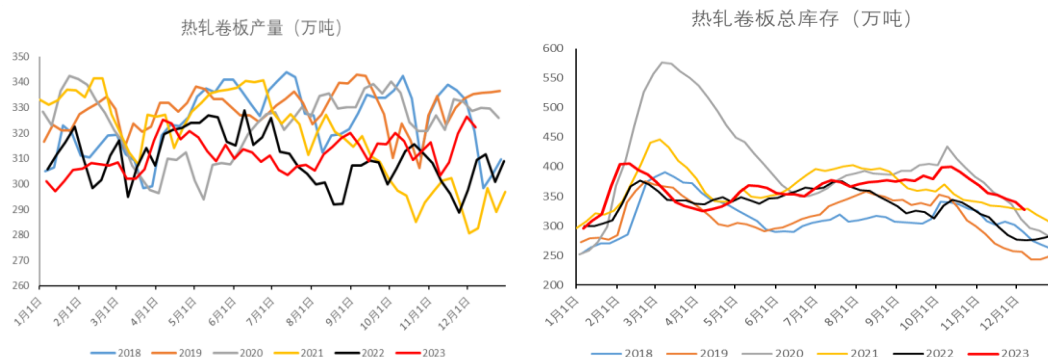 热轧卷板产量（万吨）
350
340
330
320
310
300
290
280
270
260
1月1日
2月1日
3月1日
4月1日
5月1日
6月1日
7月1日
8月1日
9月1日
10月1日
11月1日
12月1日
2018
2019
2020
2021
2022
2023
热轧卷板总库存（万吨）
600
550
500
450
400
350
300
250
200
1月1日
2月1日
3月1日
4月1日
5月1日
6月1日
7月1日
8月1日
9月1日
10月1日
11月1日
12月1日
2018
2019
2020
2021
2022
2023